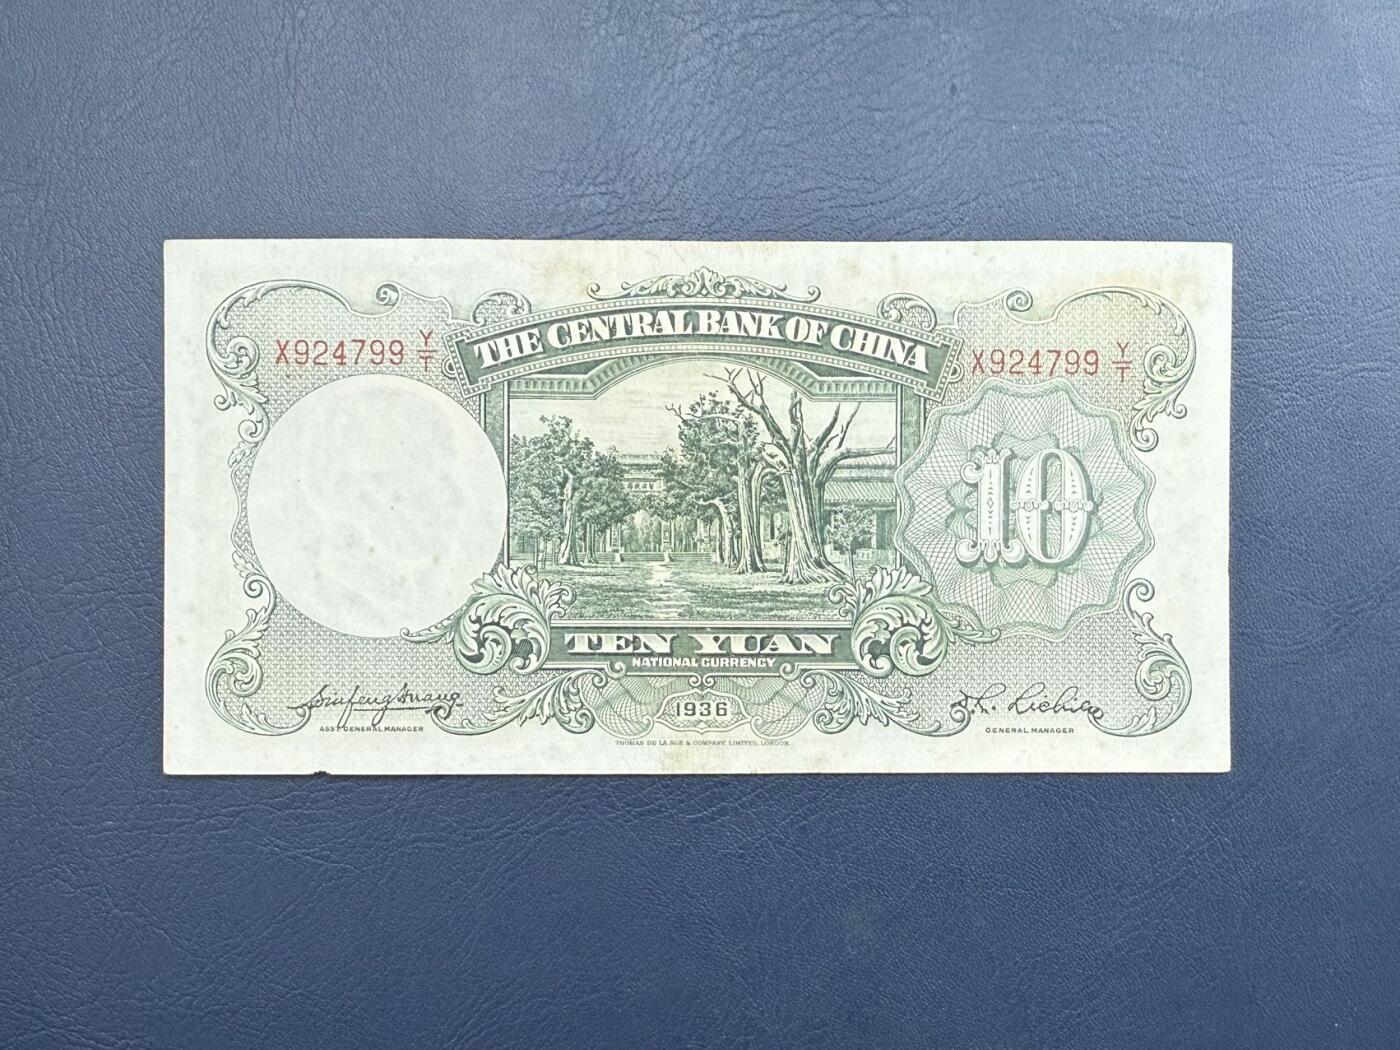 THE CENTRAL BANK OF CHINA
X924799 Y/T
X924799 Y/T
10
TEN YUAN
NATIONAL CURRENCY
1936
ASST. GENERAL MANAGER
GENERAL MANAGER
THOMAS DE LA RUE & COMPANY, LIMITED, LONDON.